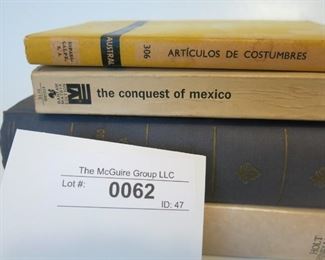 AUSTRAL
306
ARTÍCULOS DE COSTUMBRES
the conquest of mexico
The McGuire Group LLC
Lot #:
0062
ID: 47
HOLT